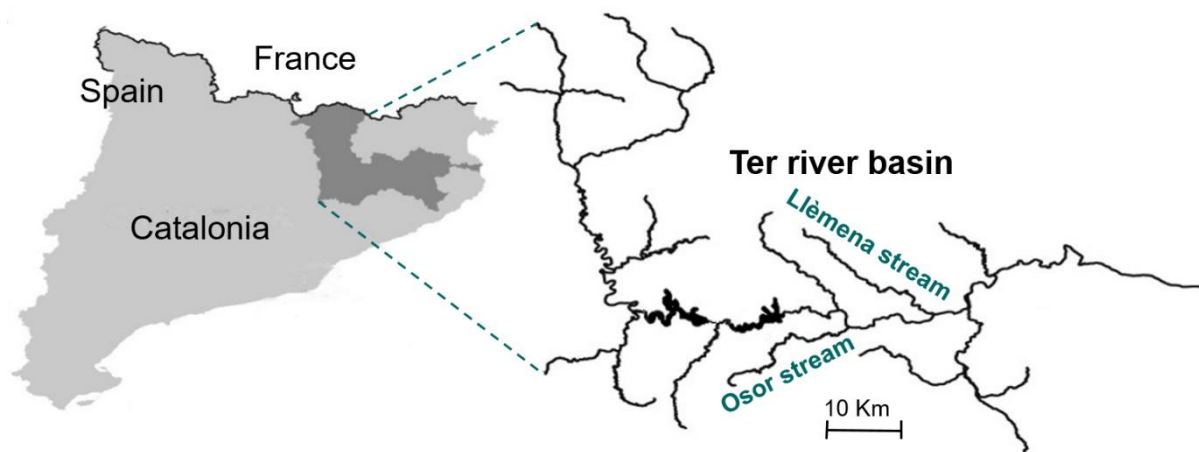 France
Spain
Catalonia
Ter river basin
Llèmena stream
Osor stream
10 Km